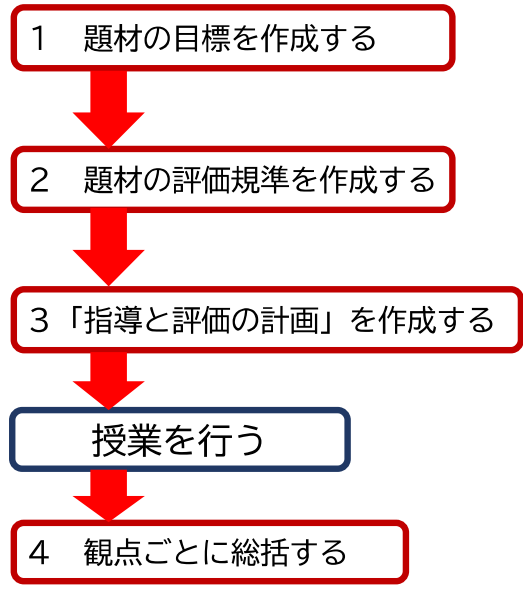 １　題材の目標を作成する
２　題材の評価規準を作成する
３「指導と評価の計画」を作成する
授業を行う
４　観点ごとに総括する